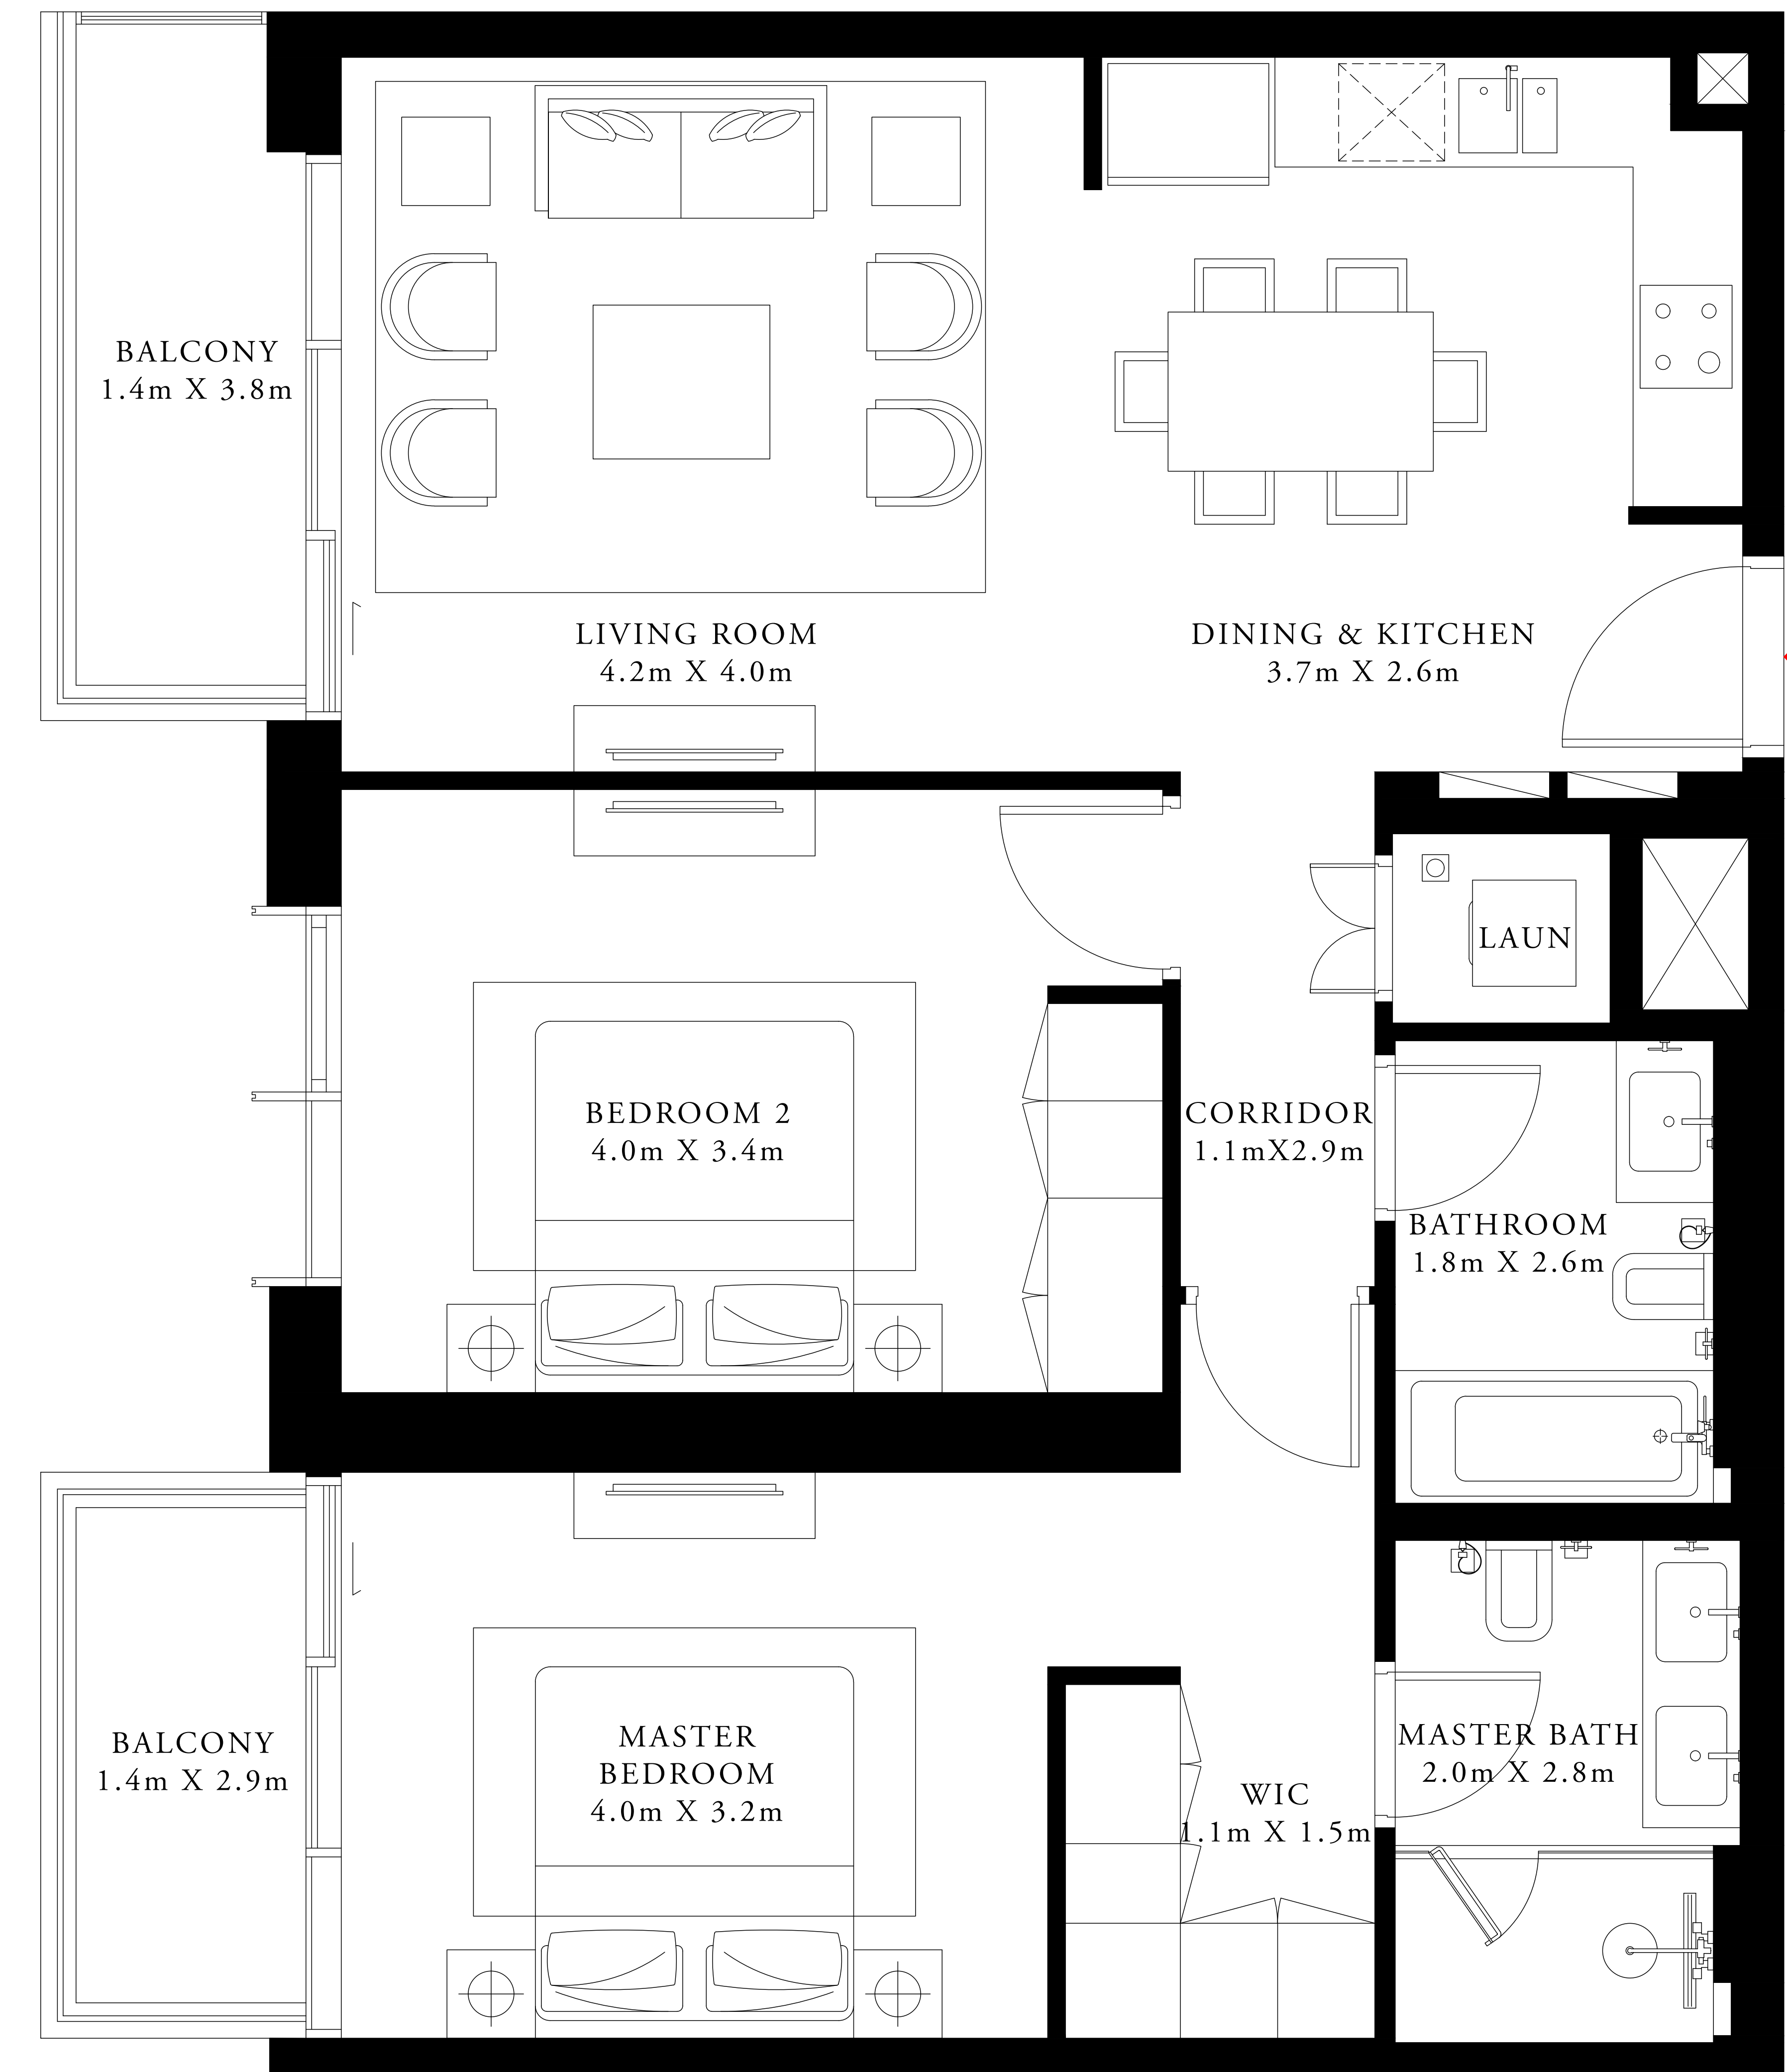 BALCONY
1.4m X 3.8m
LIVING ROOM
4.2m X 4.0m
DINING & KITCHEN
3.7m X 2.6m
LAUN
BEDROOM 2
4.0m X 3.4m
CORRIDOR
1.1mX2.9m
BATHROOM
1.8m X 2.6m
BALCONY
1.4m X 2.9m
MASTER
BEDROOM
4.0m X 3.2m
WIC
1.1m X 1.5m
MASTER BATH
2.0m X 2.8m